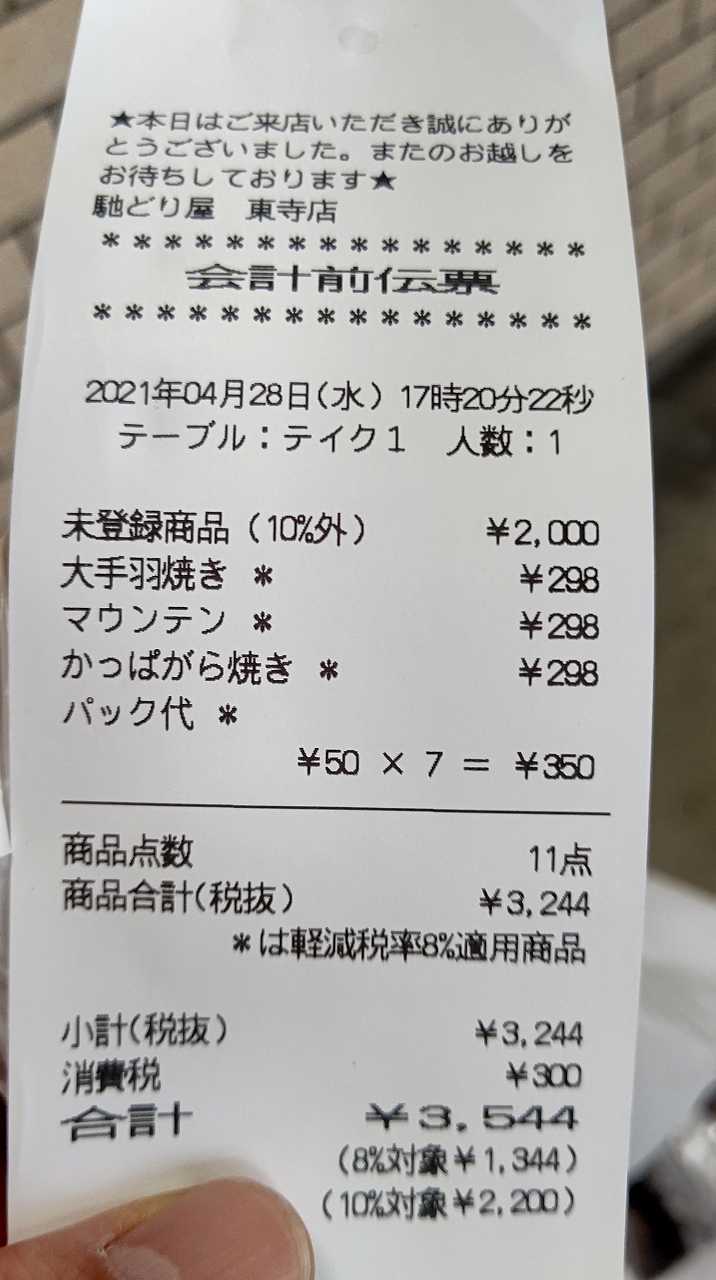 ★本日はご来店いただき誠にありが
とうございました。またのお越しを
お待ちしております★
馳どり屋　東寺店
****************
会計前伝票
****************
2021年04月28日(水) 17時20分22秒
テーブル：テイク1　人数：1
未登録商品(10%外) ¥2,000
大手羽焼き * ¥298
マウンテン * ¥298
かっぱがら焼き * ¥298
パック代 *
¥50 × 7 = ¥350
商品点数 11点
商品合計(税抜) ¥3,244
*は軽減税率8%適用商品
小計(税抜) ¥3,244
消費税 ¥300
合計 ¥3,544
(8%対象¥1,344)
(10%対象¥2,200)